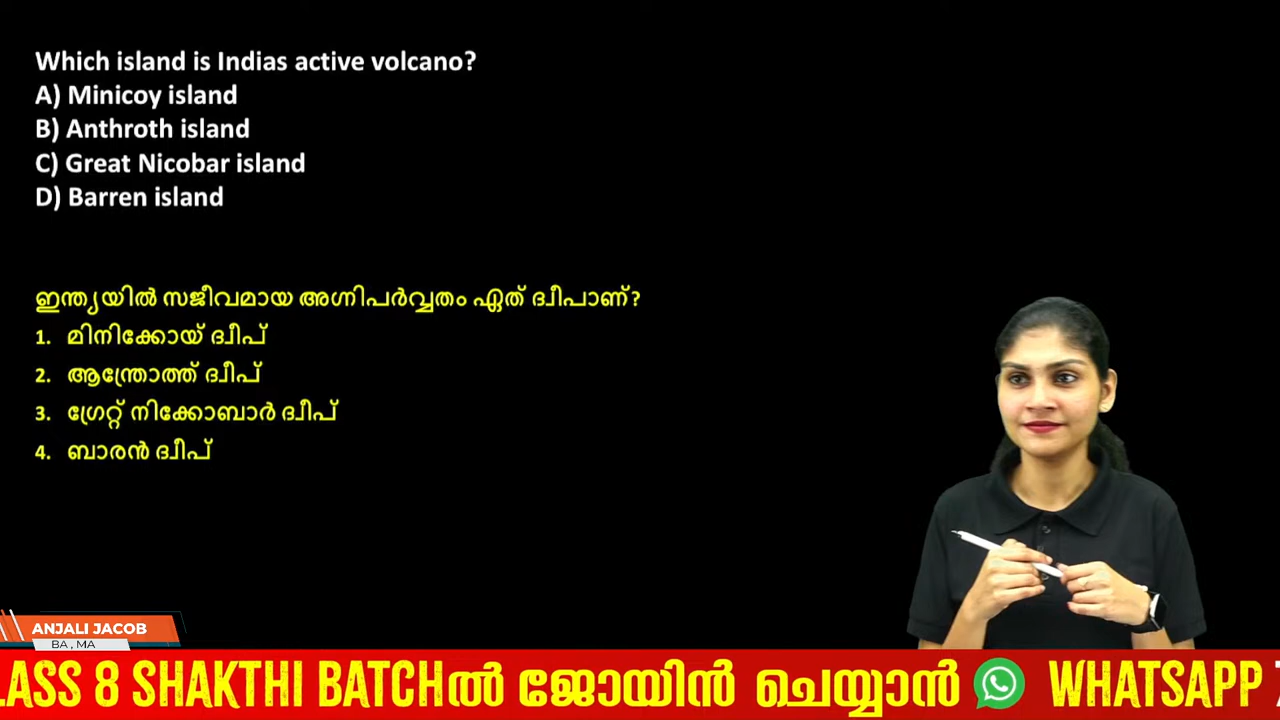 Which island is Indias active volcano?
A) Minicoy island
B) Anthroth island
C) Great Nicobar island
D) Barren island
ഇന്ത്യയിൽ സജീവമായ അഗ്നിപർവ്വതം ഏത് ദ്വീപാണ്?
1. മിനിക്കോയ് ദ്വീപ്
2. ആന്ത്രോത്ത് ദ്വീപ്
3. ഗ്രേറ്റ് നിക്കോബാർ ദ്വീപ്
4. ബാരൻ ദ്വീപ്
ANJALI JACOB
BA , MA
LASS 8 SHAKTHI BATCHൽ ജോയിൻ ചെയ്യാൻ WHATSAPP 7